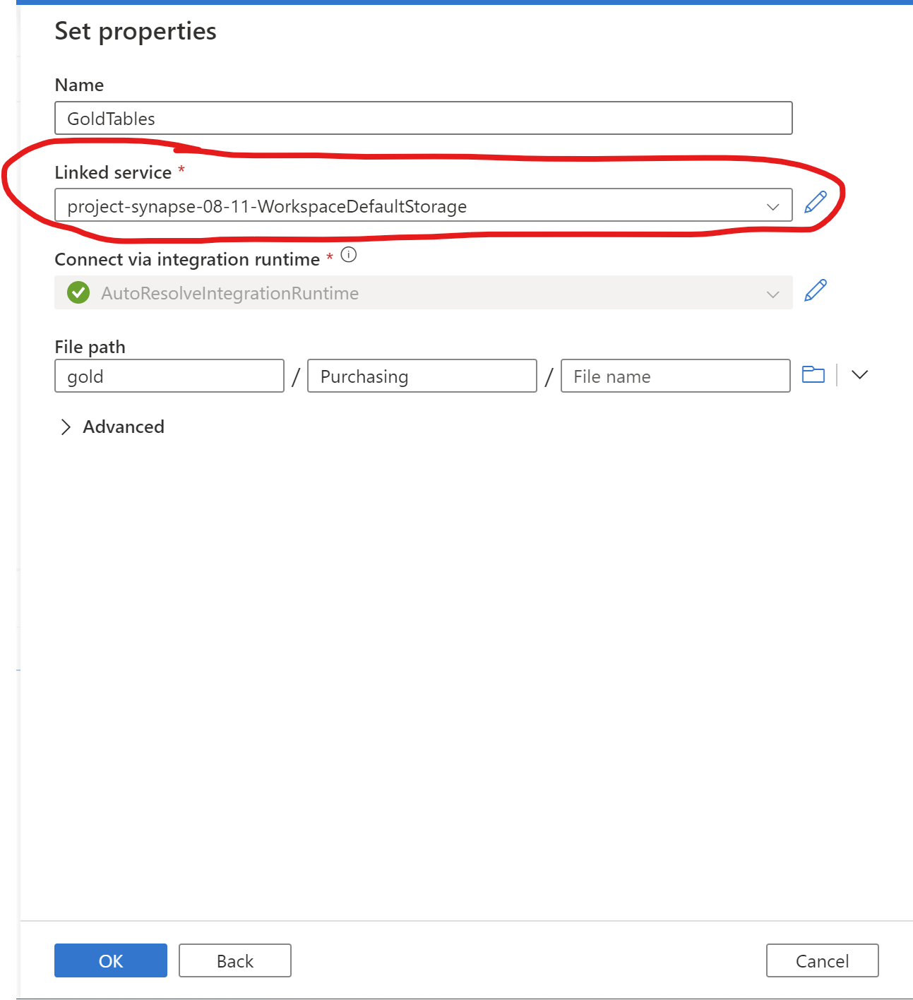 Set properties
Name
GoldTables
Linked service *
project-synapse-08-11-WorkspaceDefaultStorage
Connect via integration runtime *
AutoResolveIntegrationRuntime
File path
gold / Purchasing / File name
Advanced
OK Back Cancel